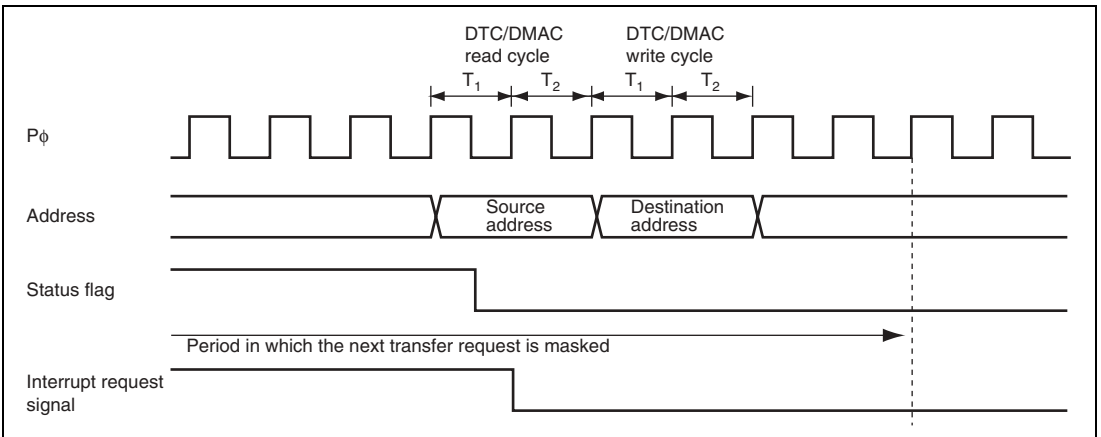 DTC/DMAC
read cycle
DTC/DMAC
write cycle
T₁ T₂ T₁ T₂
Pϕ
Address
Source
address
Destination
address
Status flag
Period in which the next transfer request is masked
Interrupt request
signal